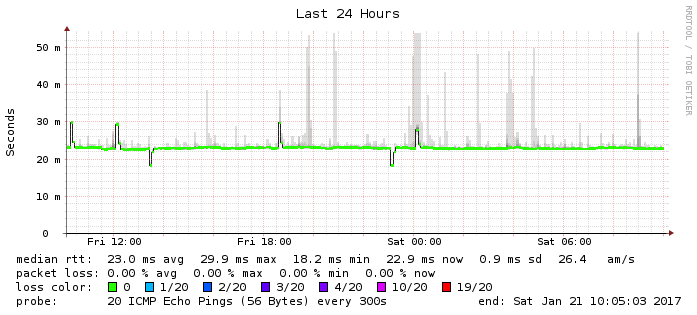 Last 24 Hours
RRDTOOL / TOBI OETIKER
Seconds
50 m
40 m
30 m
20 m
10 m
0
Fri 12:00 Fri 18:00 Sat 00:00 Sat 06:00
median rtt: 23.0 ms avg 29.9 ms max 18.2 ms min 22.9 ms now 0.9 ms sd 26.4 am/s
packet loss: 0.00 % avg 0.00 % max 0.00 % min 0.00 % now
loss color: 0 1/20 2/20 3/20 4/20 10/20 19/20
probe: 20 ICMP Echo Pings (56 Bytes) every 300s end: Sat Jan 21 10:05:03 2017